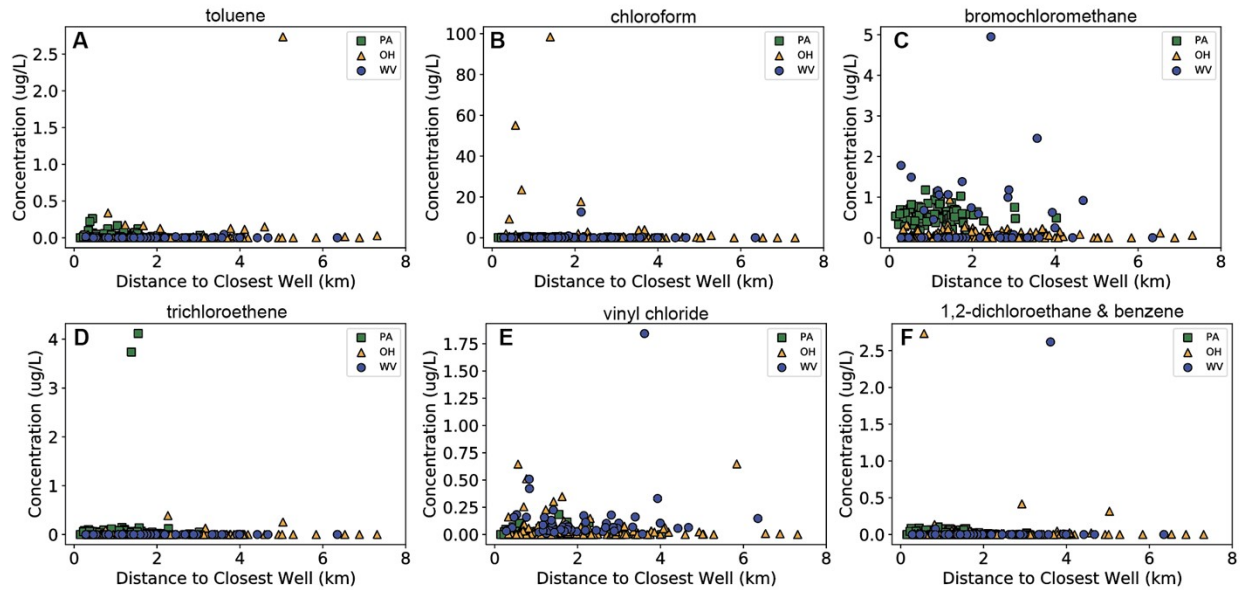 toluene
A
PA
OH
WV
Concentration (ug/L)
2.5
2.0
1.5
1.0
0.5
0.0
0 2 4 6 8
Distance to Closest Well (km)
chloroform
B
PA
OH
WV
Concentration (ug/L)
100
80
60
40
20
0
0 2 4 6 8
Distance to Closest Well (km)
bromochloromethane
C
PA
OH
WV
Concentration (ug/L)
5
4
3
2
1
0
0 2 4 6 8
Distance to Closest Well (km)
trichloroethene
D
PA
OH
WV
Concentration (ug/L)
4
3
2
1
0
0 2 4 6 8
Distance to Closest Well (km)
vinyl chloride
E
PA
OH
WV
Concentration (ug/L)
1.75
1.50
1.25
1.00
0.75
0.50
0.25
0.00
0 2 4 6 8
Distance to Closest Well (km)
1,2-dichloroethane & benzene
F
PA
OH
WV
Concentration (ug/L)
2.5
2.0
1.5
1.0
0.5
0.0
0 2 4 6 8
Distance to Closest Well (km)